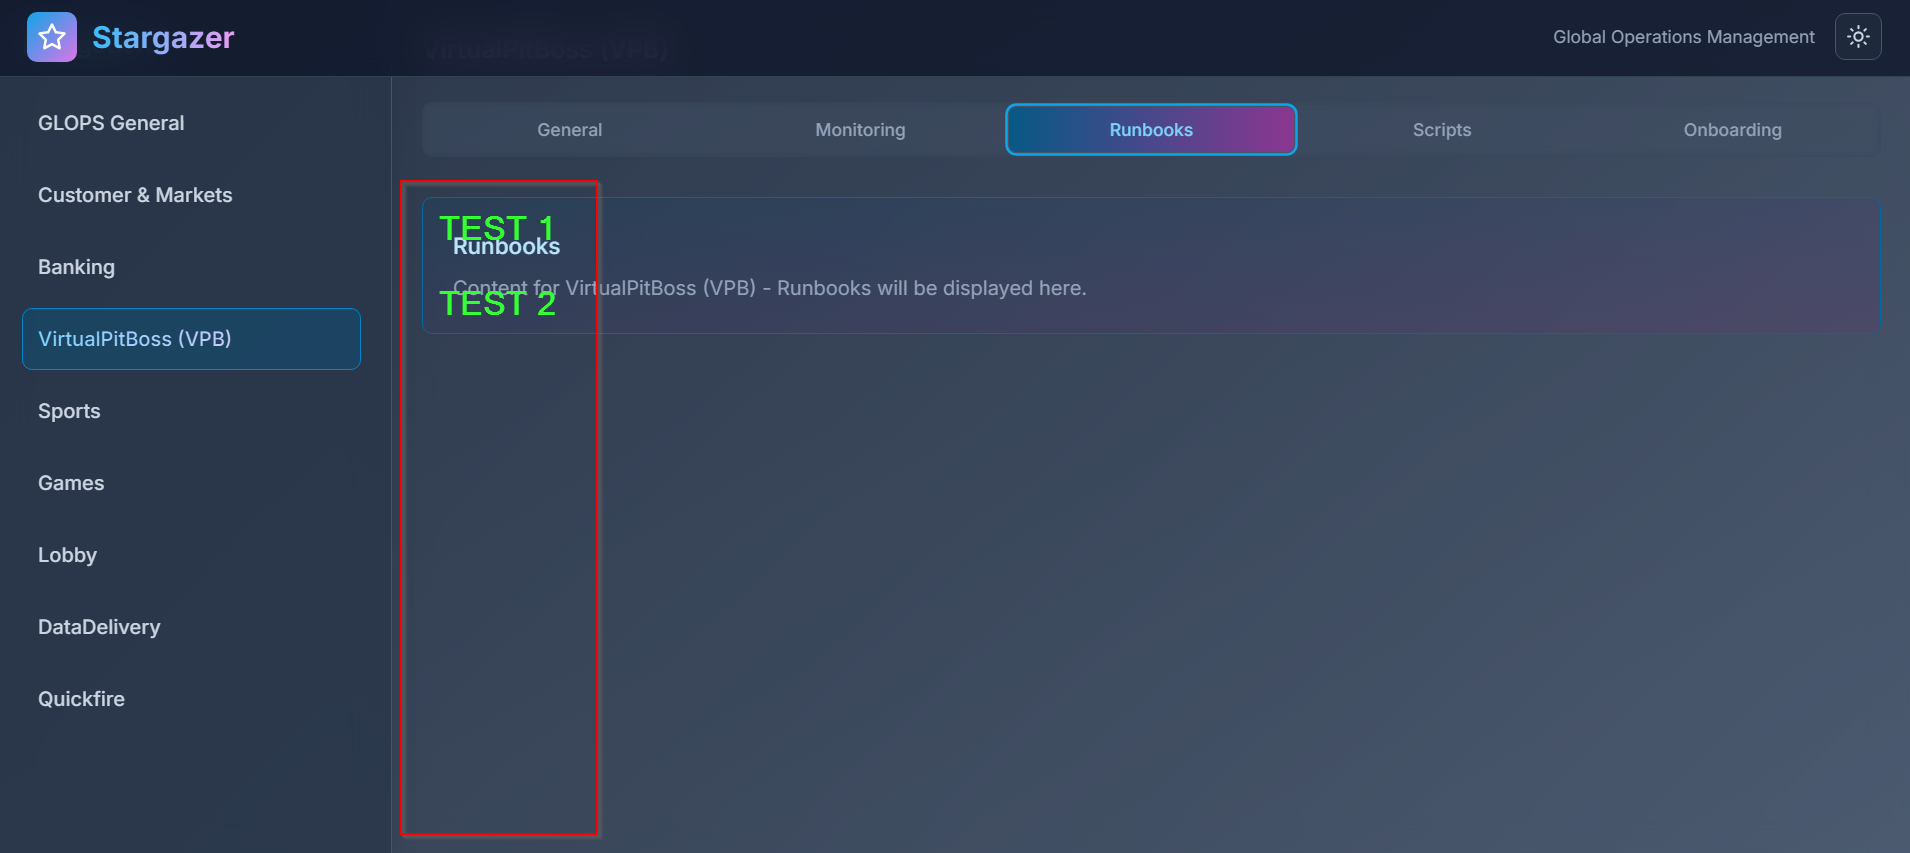 Stargazer
VirtualPitBoss (VPB)
Global Operations Management
GLOPS General
Customer & Markets
Banking
VirtualPitBoss (VPB)
Sports
Games
Lobby
DataDelivery
Quickfire
General
Monitoring
Runbooks
Scripts
Onboarding
TEST 1
Runbooks
Content for VirtualPitBoss (VPB) - Runbooks will be displayed here.
TEST 2